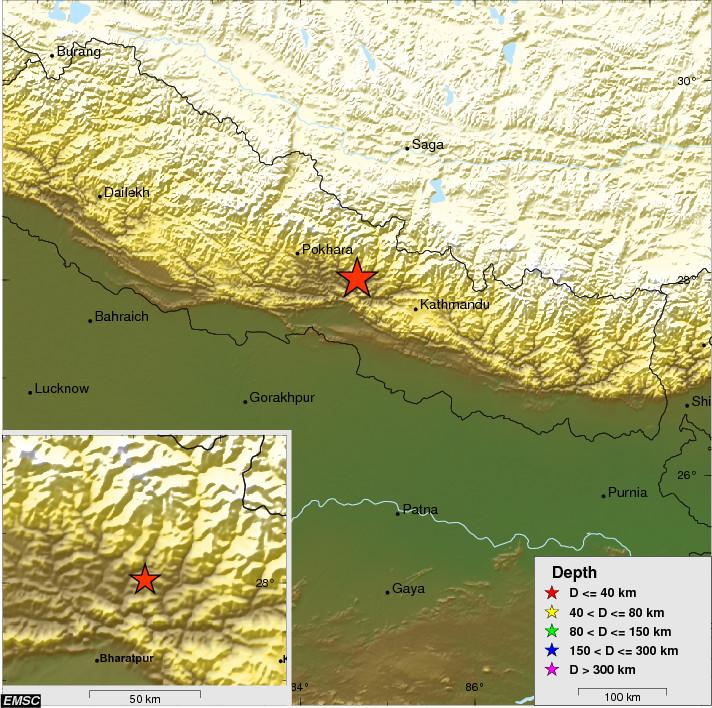 Burang
30°
Saga
Dailekh
Pokhara
28°
Kathmandu
Bahraich
Lucknow
Gorakhpur
Shi
26°
Purnia
Patna
28°
Gaya
Bharatpur
50 km
EMSC
84°
86°
Depth
D <= 40 km
40 < D <= 80 km
80 < D <= 150 km
150 < D <= 300 km
D > 300 km
100 km